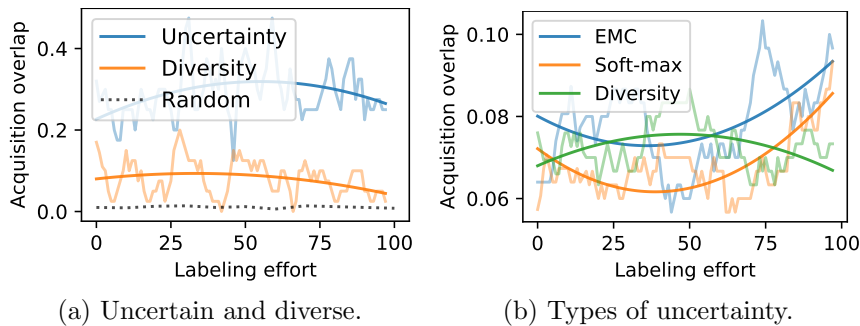 Acquisition overlap
0.4
0.2
0.0
Uncertainty
Diversity
Random
0
25
50
75
100
Labeling effort
(a) Uncertain and diverse.
Acquisition overlap
0.10
0.08
0.06
EMC
Soft-max
Diversity
0
25
50
75
100
Labeling effort
(b) Types of uncertainty.